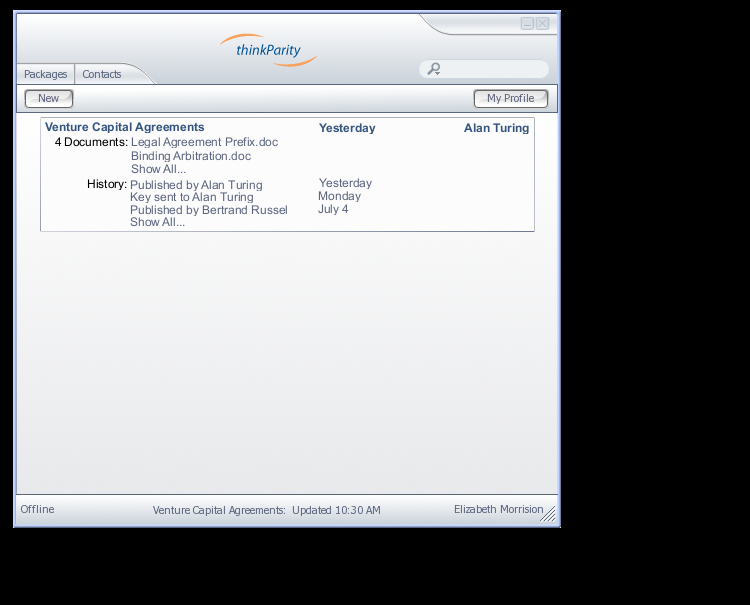 thinkParity
Packages Contacts
New My Profile
Venture Capital Agreements Yesterday Alan Turing
4 Documents: Legal Agreement Prefix.doc
Binding Arbitration.doc
Show All...
History: Published by Alan Turing Yesterday
Key sent to Alan Turing Monday
Published by Bertrand Russel July 4
Show All...
Offline Venture Capital Agreements: Updated 10:30 AM Elizabeth Morrision